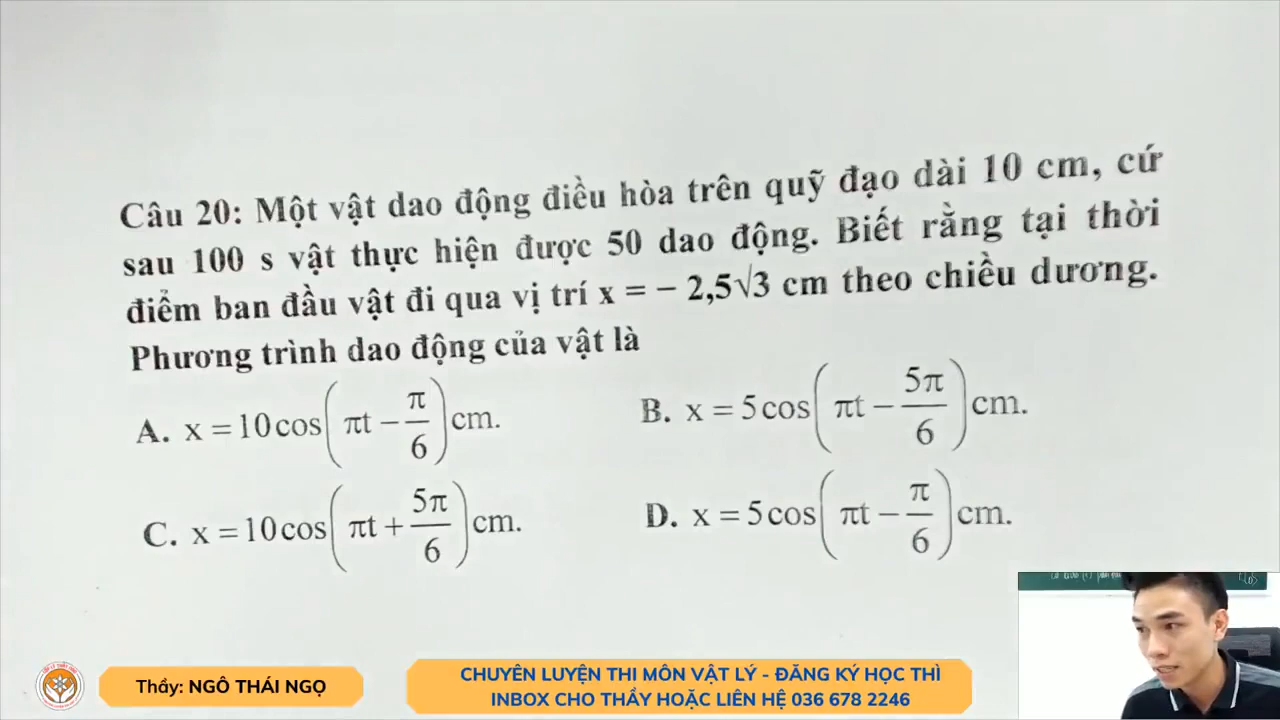 Câu 20: Một vật dao động điều hòa trên quỹ đạo dài 10 cm, cứ
sau 100 s vật thực hiện được 50 dao động. Biết rằng tại thời
điểm ban đầu vật đi qua vị trí x = – 2,5√3 cm theo chiều dương.
Phương trình dao động của vật là
A. x = 10cos(πt − π/6) cm.
B. x = 5cos(πt − 5π/6) cm.
C. x = 10cos(πt + 5π/6) cm.
D. x = 5cos(πt − π/6) cm.
Thầy: NGÔ THÁI NGỌ
CHUYÊN LUYỆN THI MÔN VẬT LÝ - ĐĂNG KÝ HỌC THÌ
INBOX CHO THẦY HOẶC LIÊN HỆ 036 678 2246